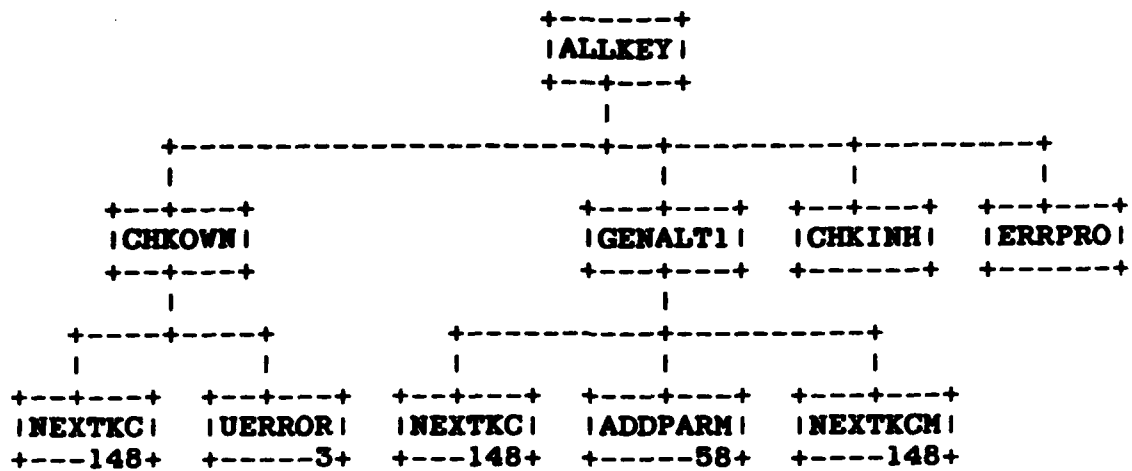 ALLKEY
CHKOWN GENALT1 CHKINH ERRPRO
NEXTKC UERROR NEXTKC ADDPARM NEXTKCM
148 3 148 58 148